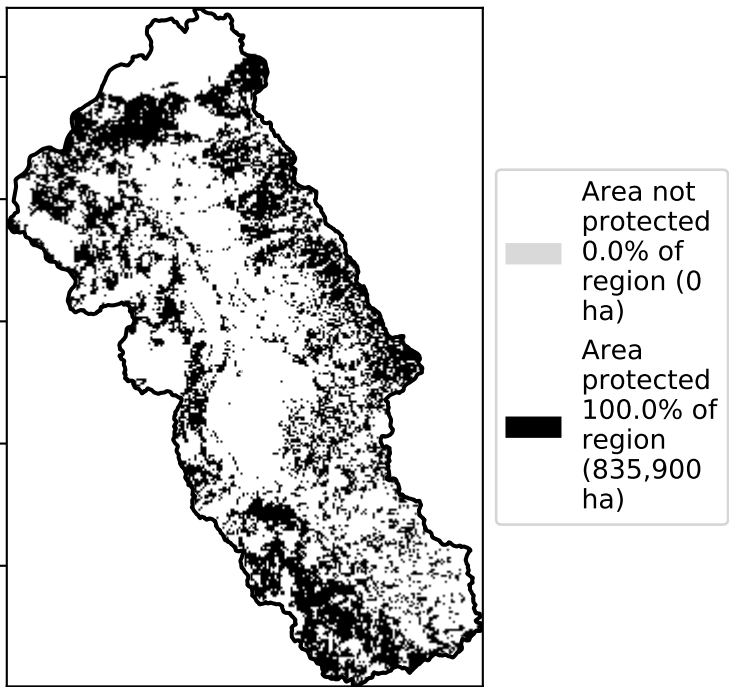 Area not
protected
0.0% of
region (0
ha)
Area
protected
100.0% of
region
(835,900
ha)